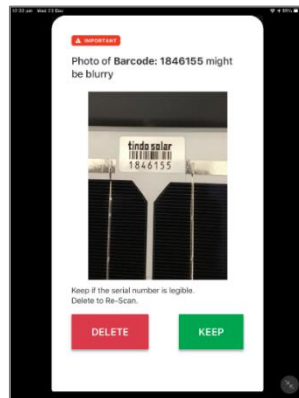 IMPORTANT
Photo of Barcode: 1846155 might
be blurry
tindo solar
1846155
Keep if the serial number is legible.
Delete to Re-Scan.
DELETE
KEEP